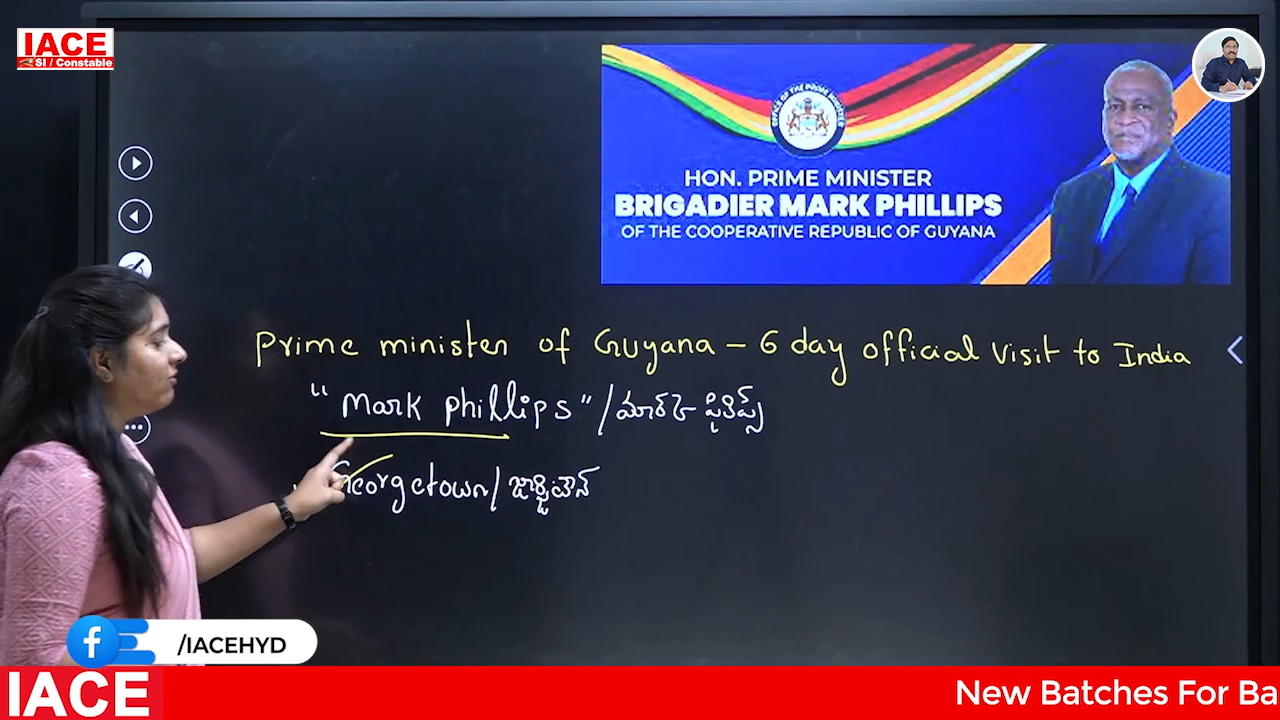 IACE
SI / Constable
OFFICE OF THE PRIME MINISTER
HON. PRIME MINISTER
BRIGADIER MARK PHILLIPS
OF THE COOPERATIVE REPUBLIC OF GUYANA
Prime minister of Guyana - 6 day official visit to India
"Mark phillips" / మార్క్ ఫిలిప్స్
Georgetown / జార్జిటౌన్
/IACEHYD
IACE
New Batches For Ba